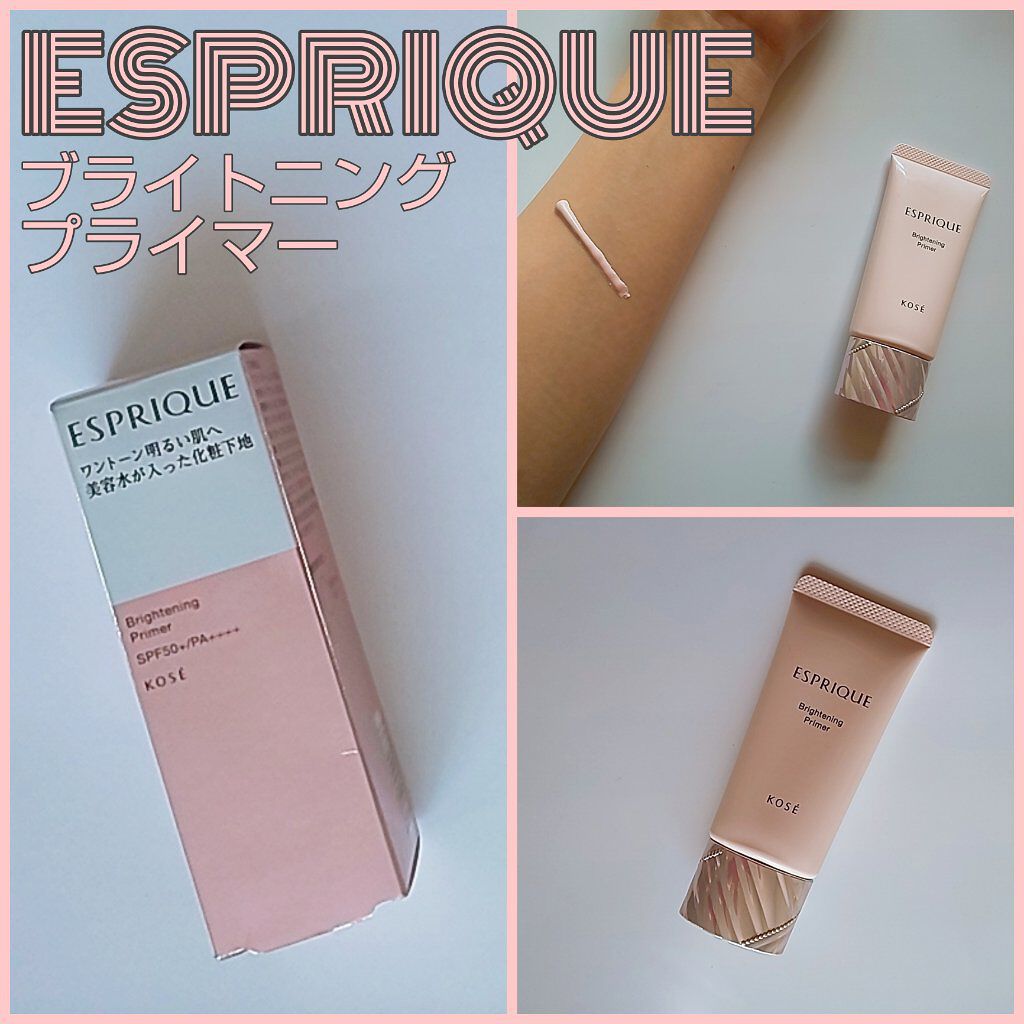 ESPRIQUE
ブライトニング
プライマー
ESPRIQUE
ワントーン明るい肌へ
美容水が入った化粧下地
Brightening
Primer
SPF50+/PA++++
KOSÉ
ESPRIQUE
Brightening
Primer
KOSÉ
ESPRIQUE
Brightening
Primer
KOSÉ